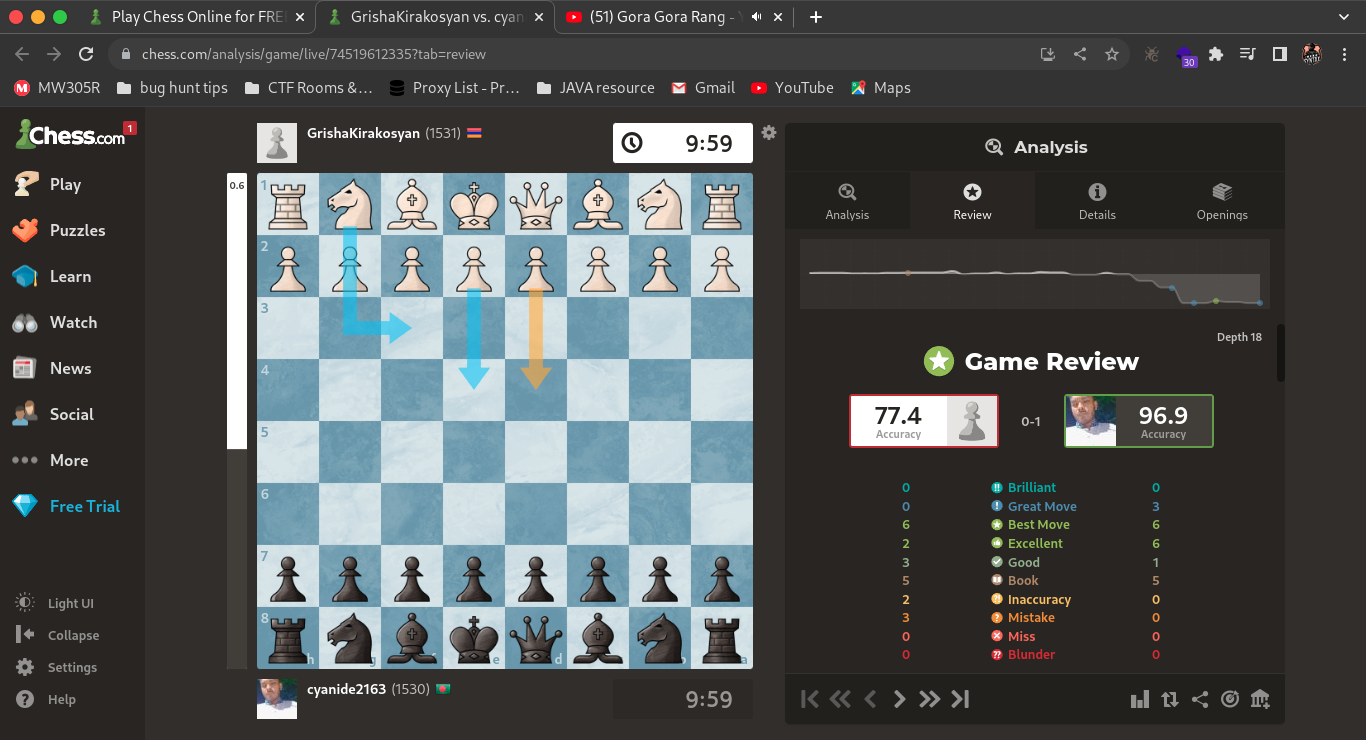 Play Chess Online for FREE
GrishaKirakosyan vs. cyan
(51) Gora Gora Rang - Y
chess.com/analysis/game/live/74519612335?tab=review
30
MW305R
bug hunt tips
CTF Rooms &...
Proxy List - Pr...
JAVA resource
Gmail
YouTube
Maps
Chess.com
1
Play
Puzzles
Learn
Watch
News
Social
More
Free Trial
Light UI
Collapse
Settings
Help
GrishaKirakosyan (1531)
9:59
0.6
1
2
3
4
5
6
7
8
h g f e d b a
cyanide2163 (1530)
9:59
Analysis
Analysis
Review
Details
Openings
Depth 18
Game Review
77.4
Accuracy
0-1
96.9
Accuracy
0 !! Brilliant 0
0 ! Great Move 3
6 Best Move 6
2 Excellent 6
3 Good 1
5 Book 5
2 ?! Inaccuracy 0
3 ? Mistake 0
0 Miss 0
0 ?? Blunder 0